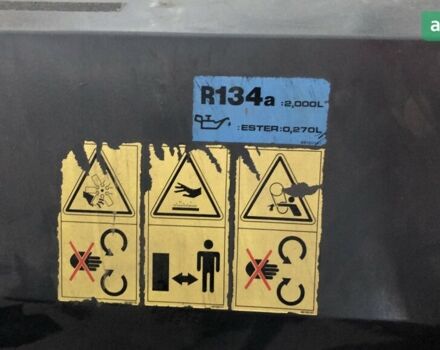 a
R134a :2,000L
:ESTER:0,270L